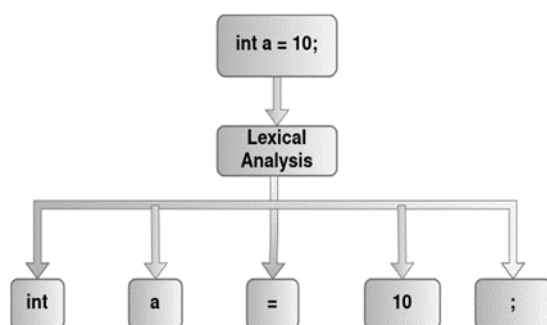 int a = 10;
Lexical
Analysis
int
a
=
10
;